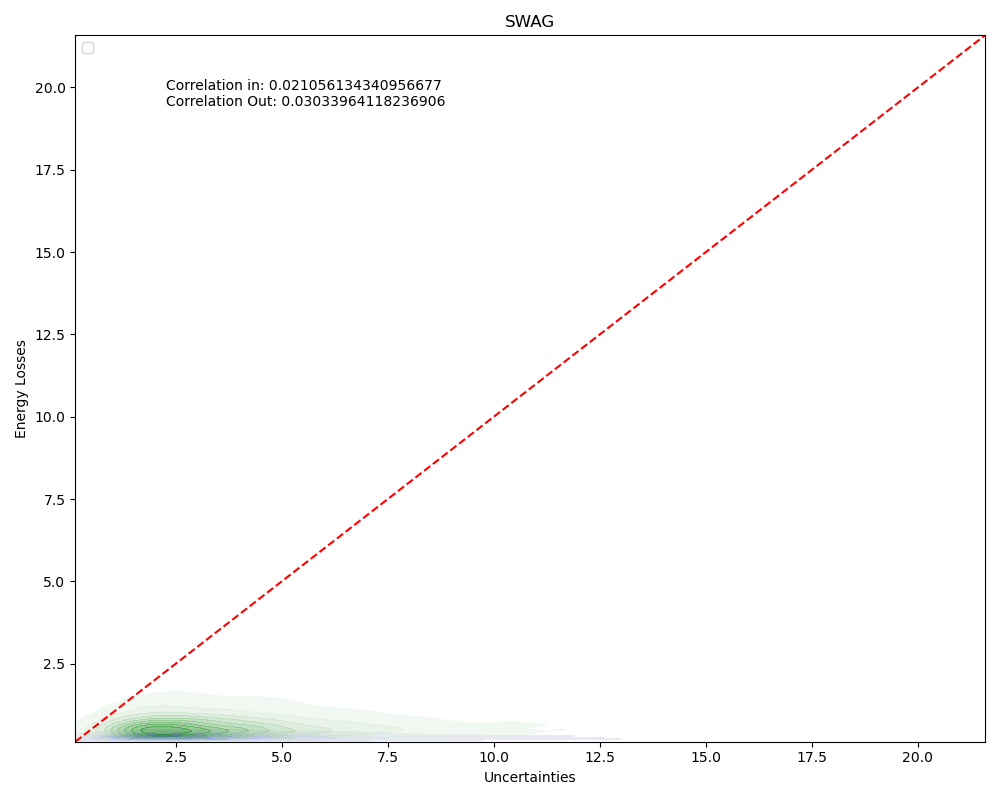 SWAG
Correlation in: 0.021056134340956677
Correlation Out: 0.03033964118236906
20.0
17.5
15.0
12.5
10.0
7.5
5.0
2.5
Energy Losses
2.5 5.0 7.5 10.0 12.5 15.0 17.5 20.0
Uncertainties